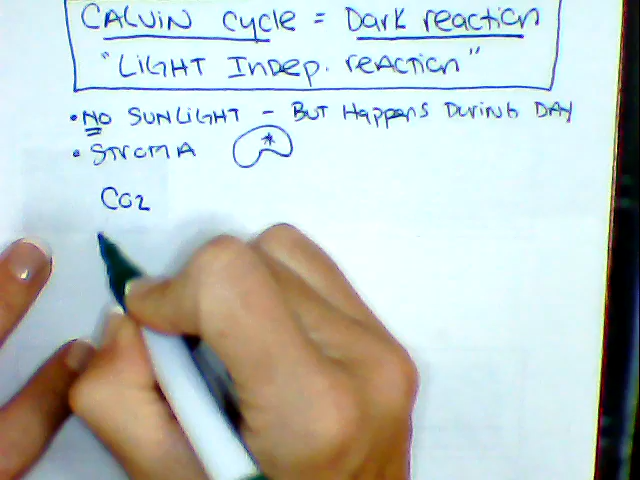 CALVIN cycle = Dark reaction
"LIGHT Indep. reaction"
• NO SUNLIGHT – BUT Happens During DAY
• STROMA
CO2